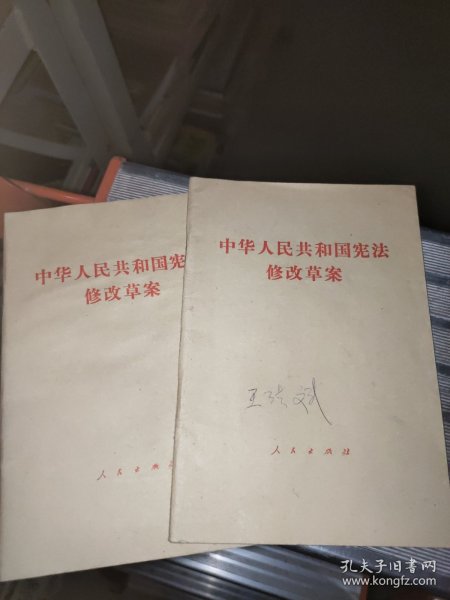 中华人民共和国宪
修改草案
人民出版
中华人民共和国宪法
修改草案
人民出版社
孔夫子旧书网
www.kongfz.com